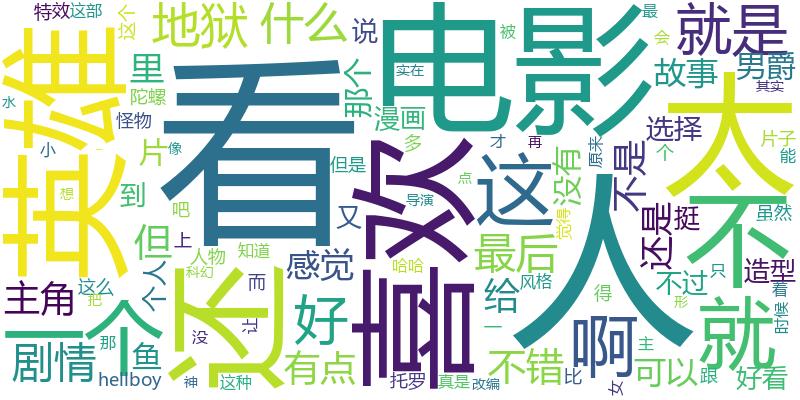 特效
这部
这个
地狱
什么
说
电影
被
最
会
就是
雄
英
水
里
陀螺
怪物
那个
实在
漫画
故事
男爵
其实
看
太
小
片
像
多
才
再
原来
选择
个
片子
能
想
到
但是
喜欢
这
没有
不是
不
吧
又
导演
点
觉得
还是
挺
虽然
但
上
人物
知道
感觉
哈哈
最后
人
造型
这么
个人
科幻
而
风格
不过
只
看
主角
把
还
给
得
形
时候
一个
那
没
让
好
一
啊
就
剧情
鱼
有点
不错
主
hellboy
神
这种
托罗
真是
改编
比
女
可以
跟
好看